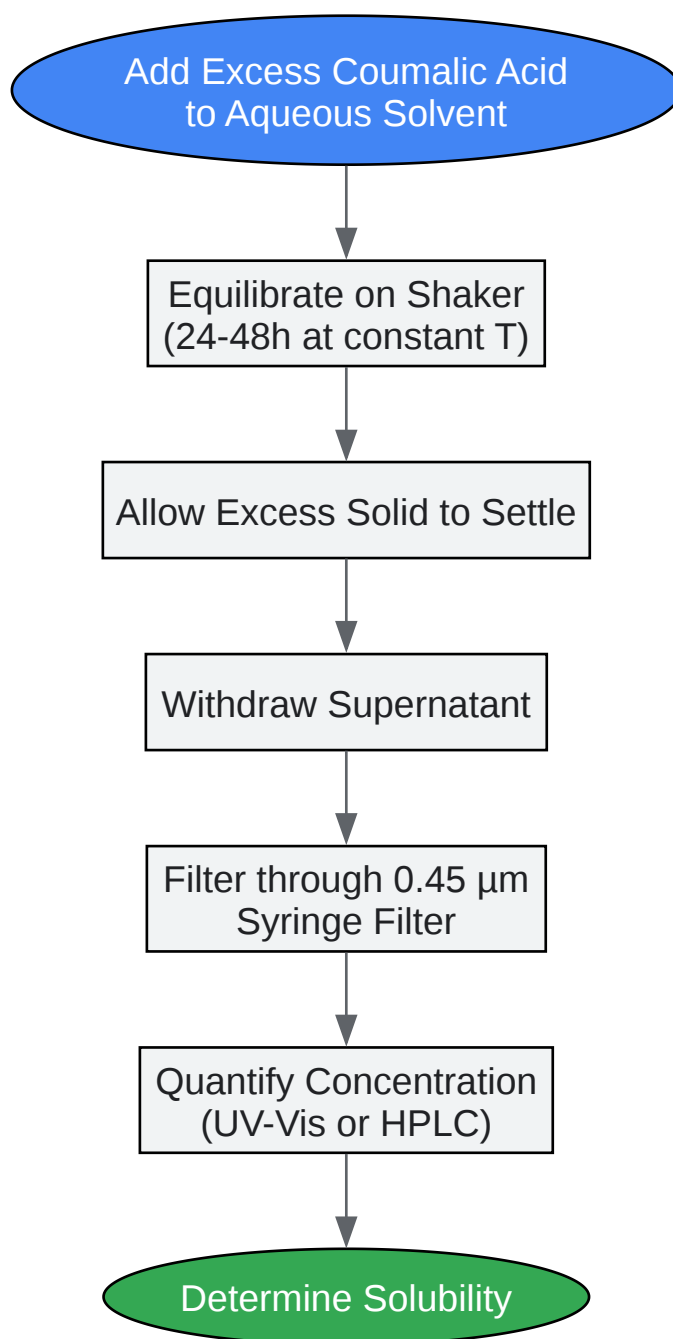 Add Excess Coumalic Acid
to Aqueous Solvent
Equilibrate on Shaker
(24-48h at constant T)
Allow Excess Solid to Settle
Withdraw Supernatant
Filter through 0.45 µm
Syringe Filter
Quantify Concentration
(UV-Vis or HPLC)
Determine Solubility